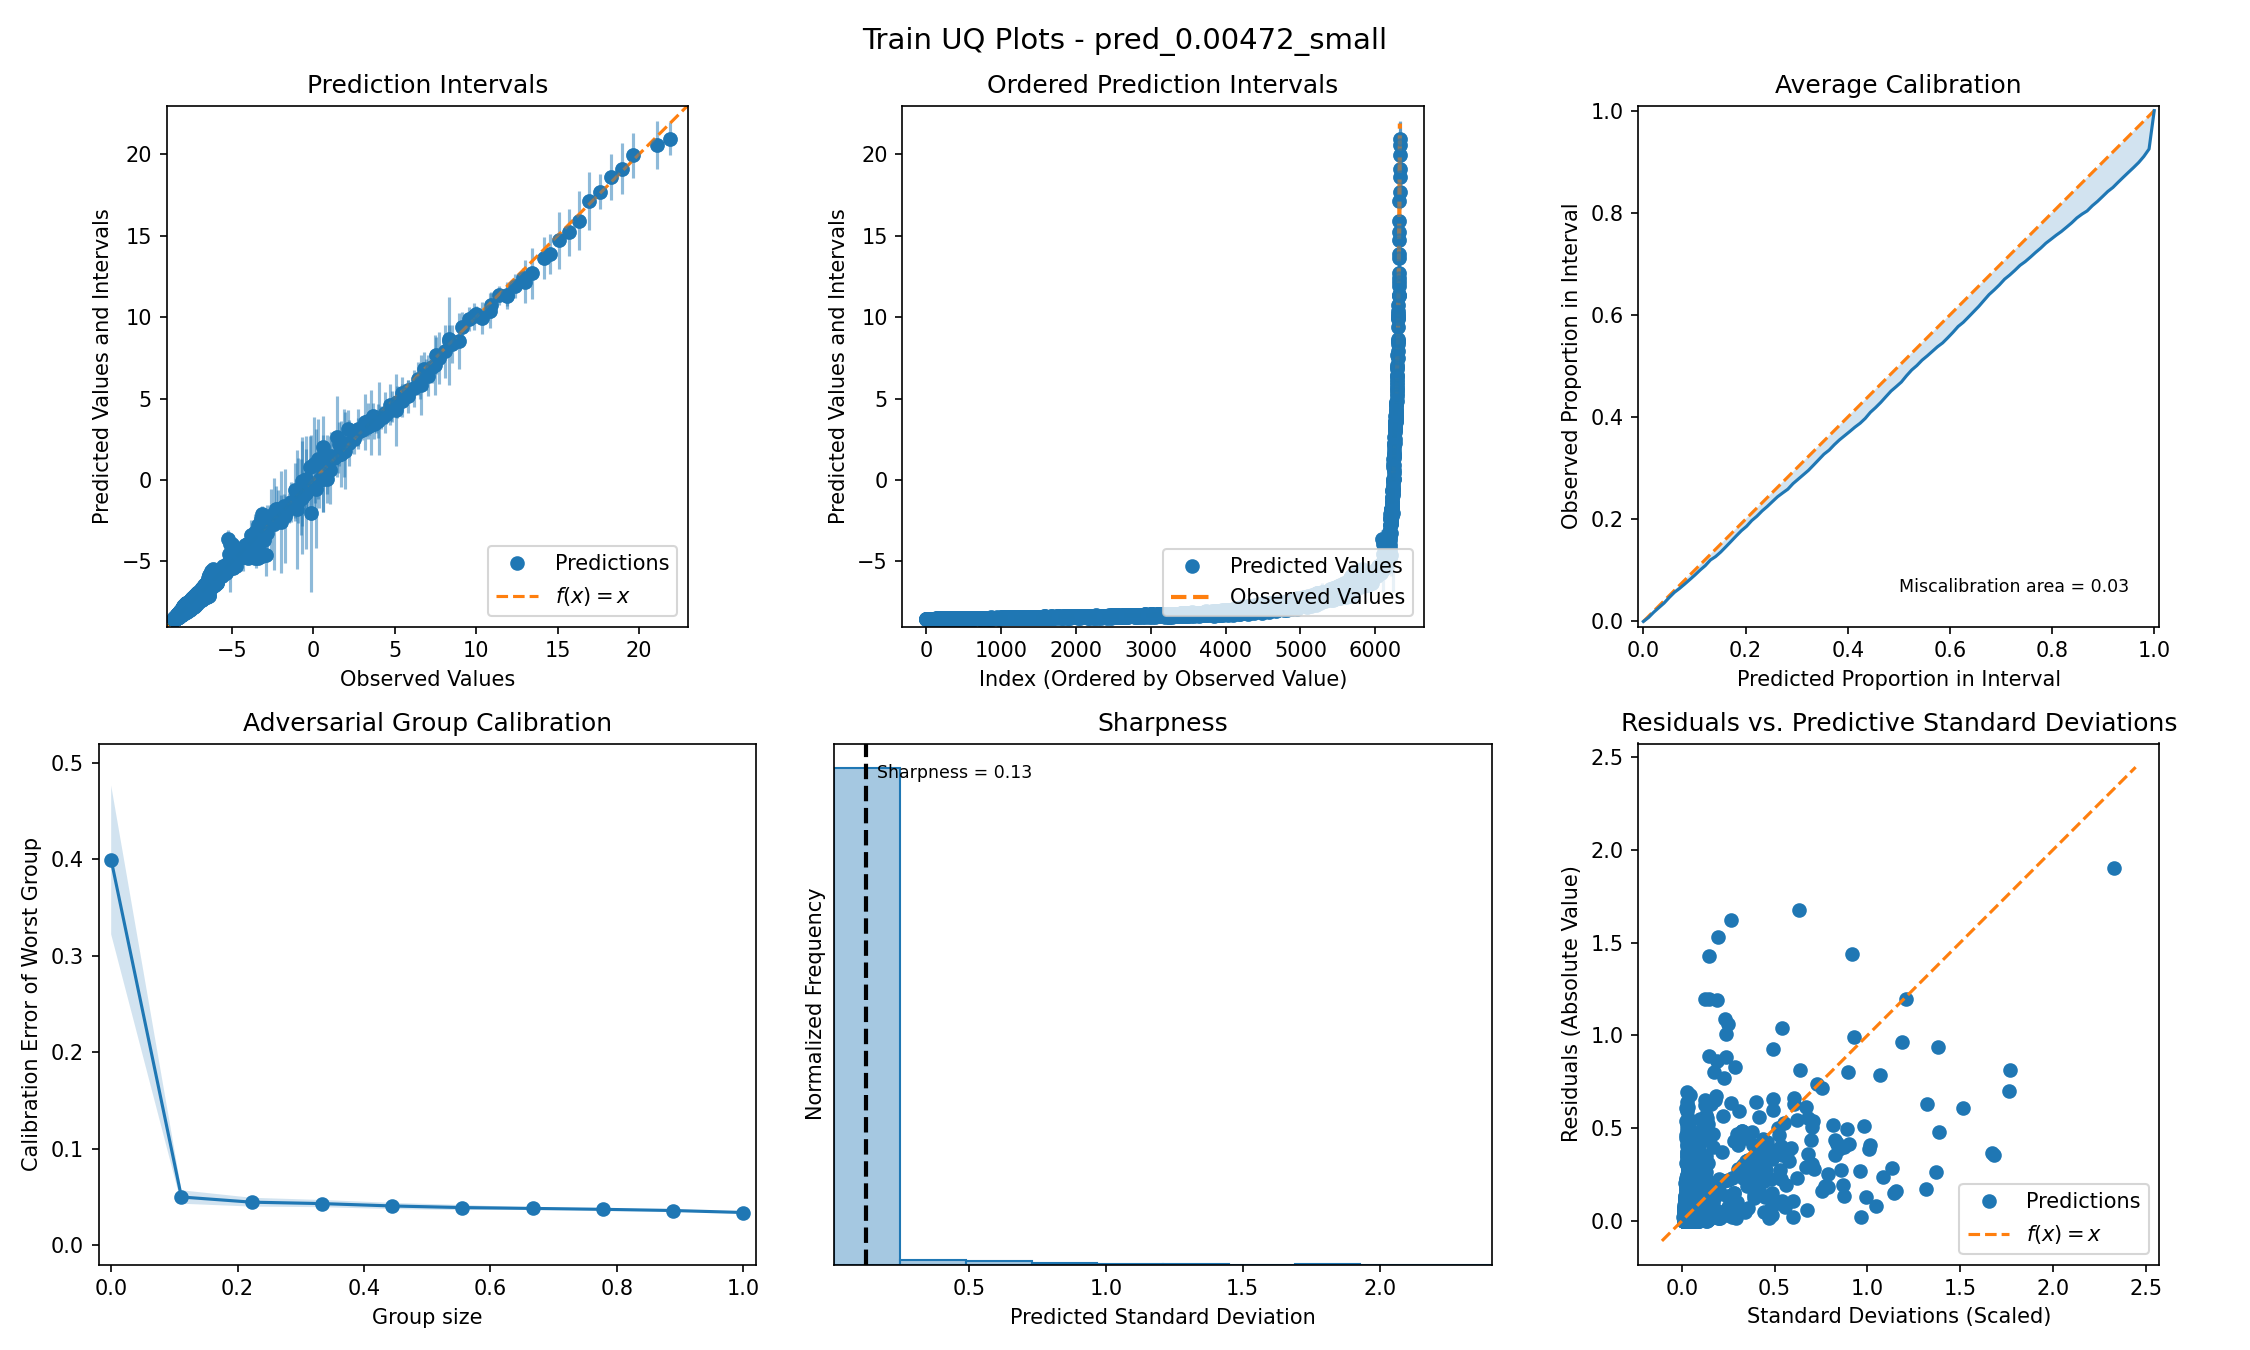 Train UQ Plots - pred_0.00472_small
Prediction Intervals
Predicted Values and Intervals
20
15
10
5
0
−5
Predictions
f(x) = x
−5 0 5 10 15 20
Observed Values
Ordered Prediction Intervals
Predicted Values and Intervals
20
15
10
5
0
−5
Predicted Values
Observed Values
0 1000 2000 3000 4000 5000 6000
Index (Ordered by Observed Value)
Average Calibration
Observed Proportion in Interval
1.0
0.8
0.6
0.4
0.2
0.0
Miscalibration area = 0.03
0.0 0.2 0.4 0.6 0.8 1.0
Predicted Proportion in Interval
Adversarial Group Calibration
Calibration Error of Worst Group
0.5
0.4
0.3
0.2
0.1
0.0
0.0 0.2 0.4 0.6 0.8 1.0
Group size
Sharpness
Normalized Frequency
Sharpness = 0.13
0.5 1.0 1.5 2.0
Predicted Standard Deviation
Residuals vs. Predictive Standard Deviations
Residuals (Absolute Value)
2.5
2.0
1.5
1.0
0.5
0.0
Predictions
f(x) = x
0.0 0.5 1.0 1.5 2.0 2.5
Standard Deviations (Scaled)